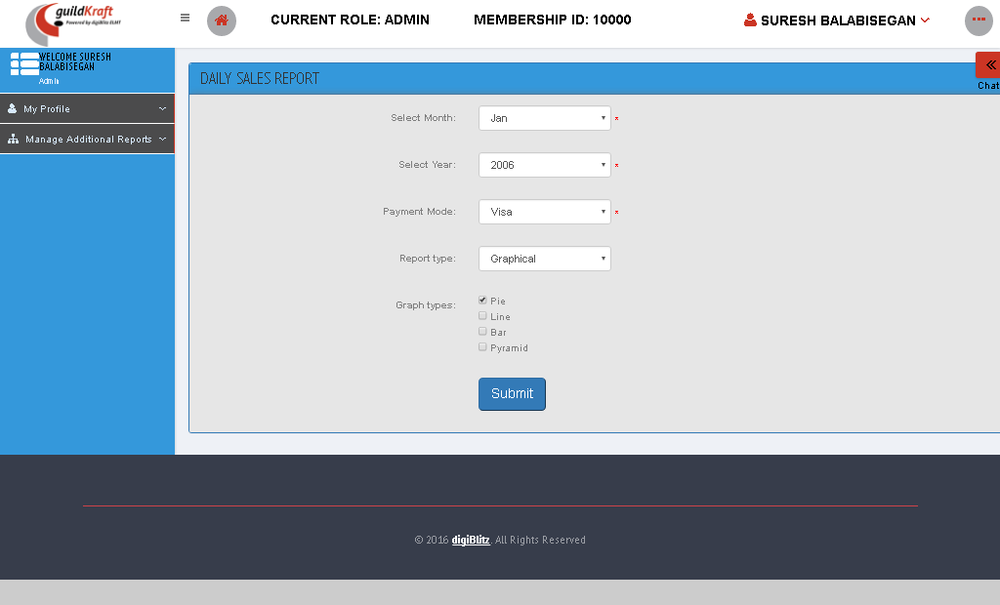 guildKraft
Powered by digiBlitz ELMT
CURRENT ROLE: ADMIN
MEMBERSHIP ID: 10000
SURESH BALABISEGAN
WELCOME SURESH
BALABISEGAN
Admin
My Profile
Manage Additional Reports
Chat
DAILY SALES REPORT
Select Month: Jan *
Select Year: 2006 *
Payment Mode: Visa *
Report type: Graphical
Graph types: Pie
Line
Bar
Pyramid
Submit
© 2016 digiBlitz. All Rights Reserved